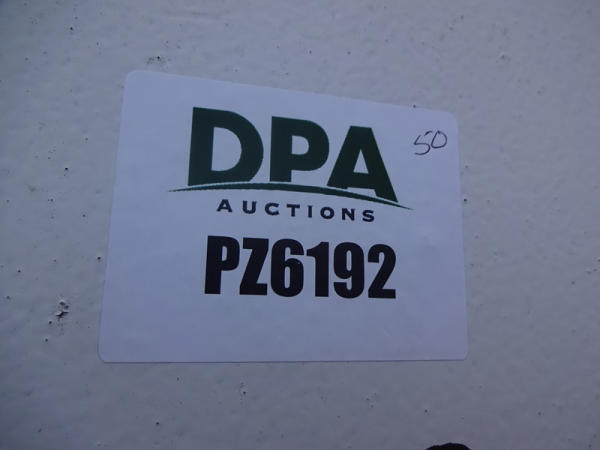 DPA
50
AUCTIONS
PZ6192